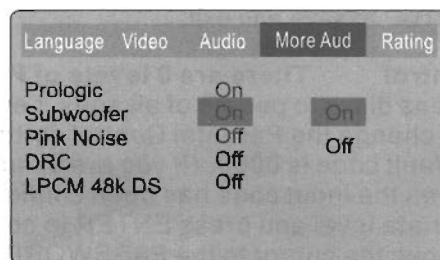 Language Video Audio More Aud Rating
Prologic On
Subwoofer On On
Pink Noise Off Off
DRC Off
LPCM 48k DS Off